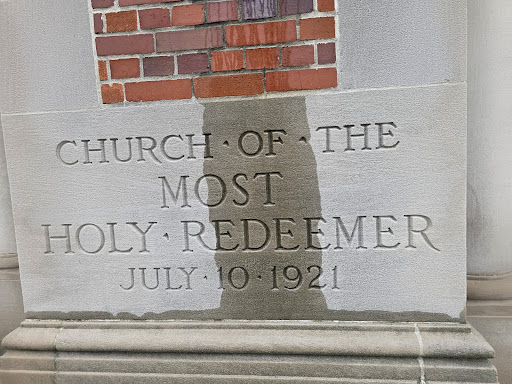 CHURCH · OF · THE
MOST
HOLY · REDEEMER
JULY · 10 · 1921